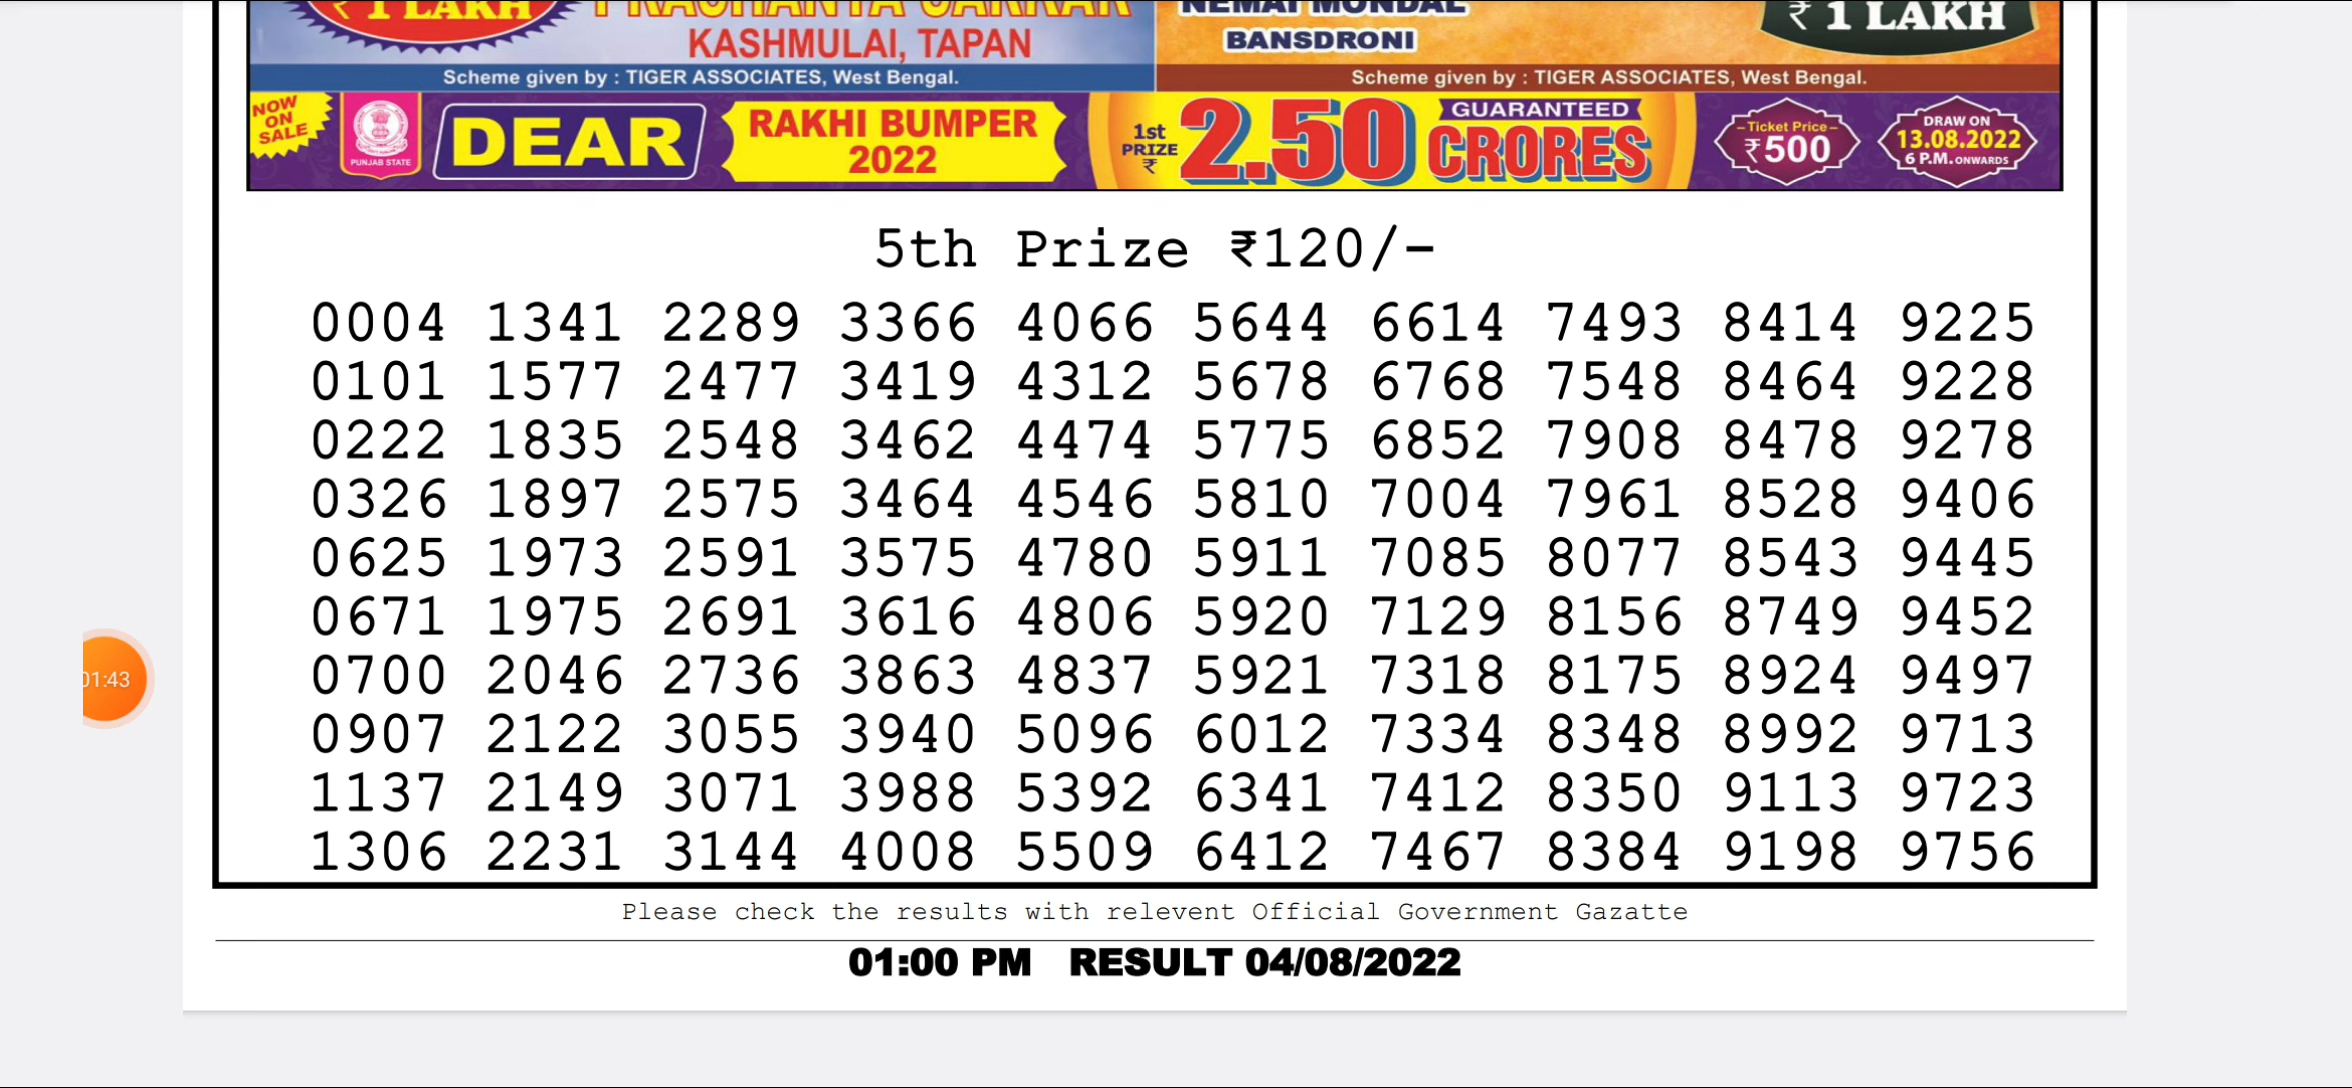 ₹ 1 LAKH PRASHANTA SARKAR
KASHMULAI, TAPAN
Scheme given by : TIGER ASSOCIATES, West Bengal.
NEMAI MONDAL
BANSDRONI
₹ 1 LAKH
Scheme given by : TIGER ASSOCIATES, West Bengal.
NOW
ON
SALE
PUNJAB STATE
DEAR
RAKHI BUMPER
2022
1st
PRIZE
₹
2.50
GUARANTEED
CRORES
Ticket Price
₹500
DRAW ON
13.08.2022
6 P.M. ONWARDS
5th Prize ₹120/-
0004 1341 2289 3366 4066 5644 6614 7493 8414 9225
0101 1577 2477 3419 4312 5678 6768 7548 8464 9228
0222 1835 2548 3462 4474 5775 6852 7908 8478 9278
0326 1897 2575 3464 4546 5810 7004 7961 8528 9406
0625 1973 2591 3575 4780 5911 7085 8077 8543 9445
0671 1975 2691 3616 4806 5920 7129 8156 8749 9452
0700 2046 2736 3863 4837 5921 7318 8175 8924 9497
0907 2122 3055 3940 5096 6012 7334 8348 8992 9713
1137 2149 3071 3988 5392 6341 7412 8350 9113 9723
1306 2231 3144 4008 5509 6412 7467 8384 9198 9756
01:43
Please check the results with relevent Official Government Gazatte
01:00 PM RESULT 04/08/2022